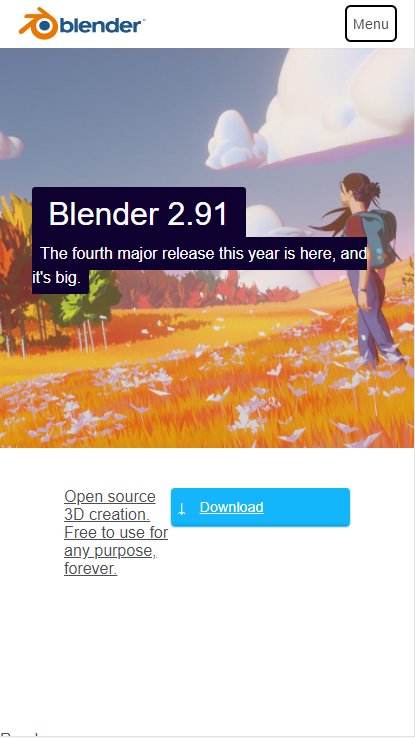 blender
Menu
Blender 2.91
The fourth major release this year is here, and
it's big.
Open source
3D creation.
Free to use for
any purpose,
forever.
↓ Download